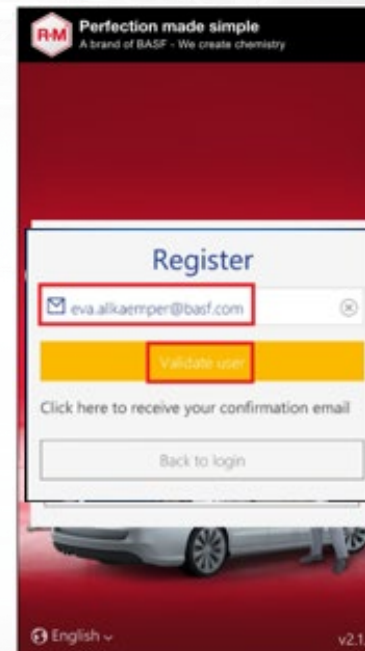 R-M
Perfection made simple
A brand of BASF - We create chemistry
Register
eva.allkaemper@basf.com
Validate user
Click here to receive your confirmation email
Back to login
English
v2.1.